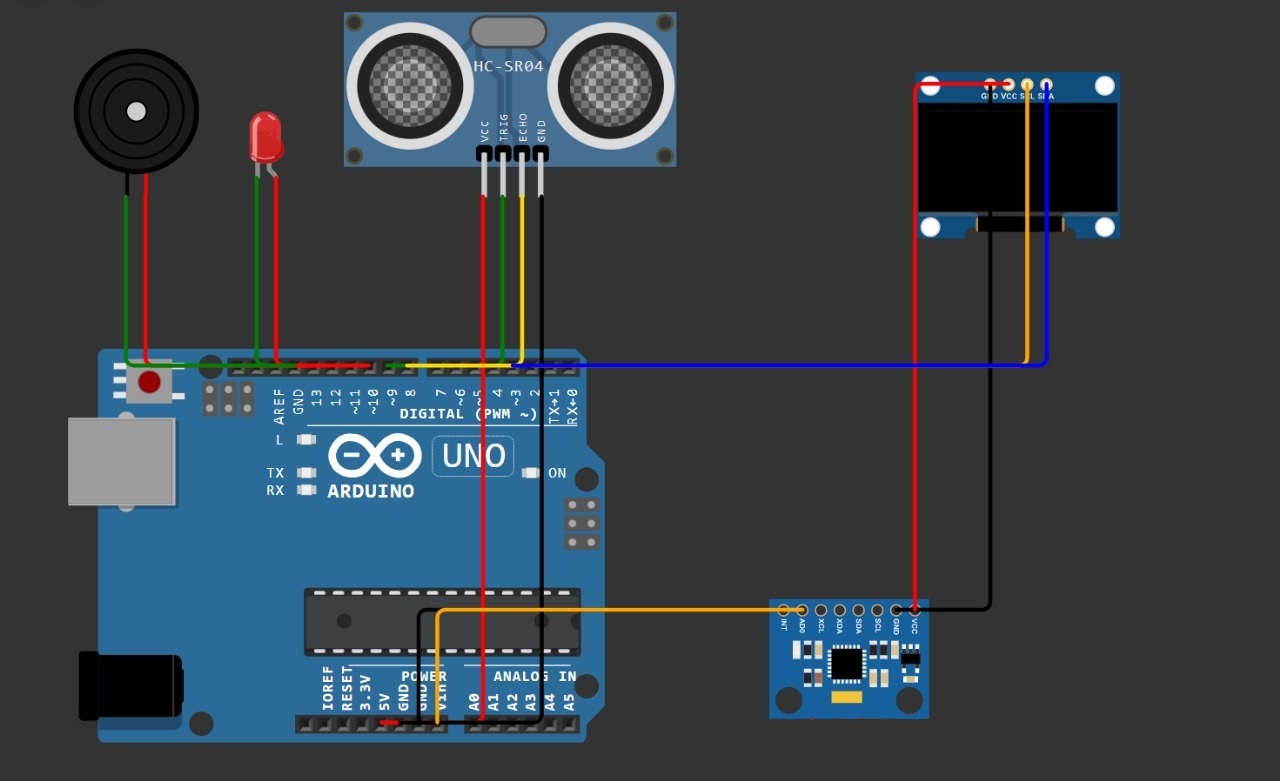 HC-SR04
VCC TRIG ECHO GND
GND VCC SCL SDA
AREF GND 13 12 ~11 ~10 ~9 8 7 ~6 ~5 4 ~3 2 TX→1 RX←0
DIGITAL (PWM ~)
L
TX
RX
ARDUINO
UNO
ON
INT AD0 XCL XDA SDA SCL GND VCC
POWER
ANALOG IN
IOREF RESET 3.3V 5V GND GND Vin A0 A1 A2 A3 A4 A5